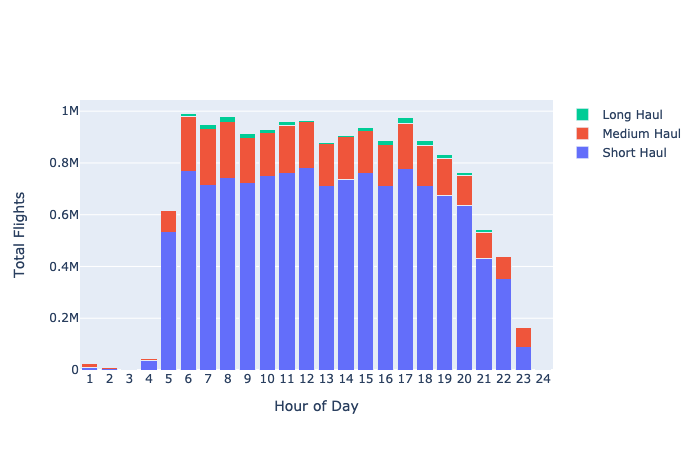 1M
0.8M
0.6M
0.4M
0.2M
0
Total Flights
1 2 3 4 5 6 7 8 9 10 11 12 13 14 15 16 17 18 19 20 21 22 23 24
Hour of Day
Long Haul
Medium Haul
Short Haul